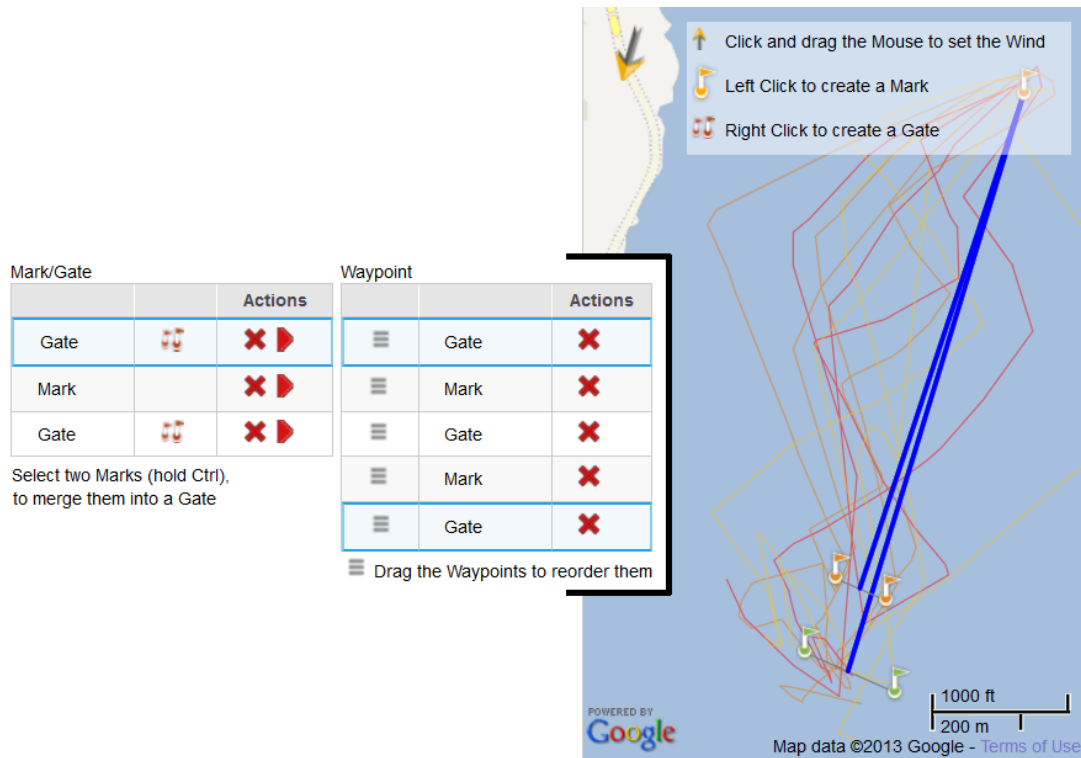 Click and drag the Mouse to set the Wind
Left Click to create a Mark
Right Click to create a Gate
Mark/Gate
Actions
Gate
Mark
Gate
Select two Marks (hold Ctrl),
to merge them into a Gate
Waypoint
Actions
Gate
Mark
Gate
Mark
Gate
Drag the Waypoints to reorder them
1000 ft
200 m
POWERED BY
Google
Map data ©2013 Google - Terms of Use